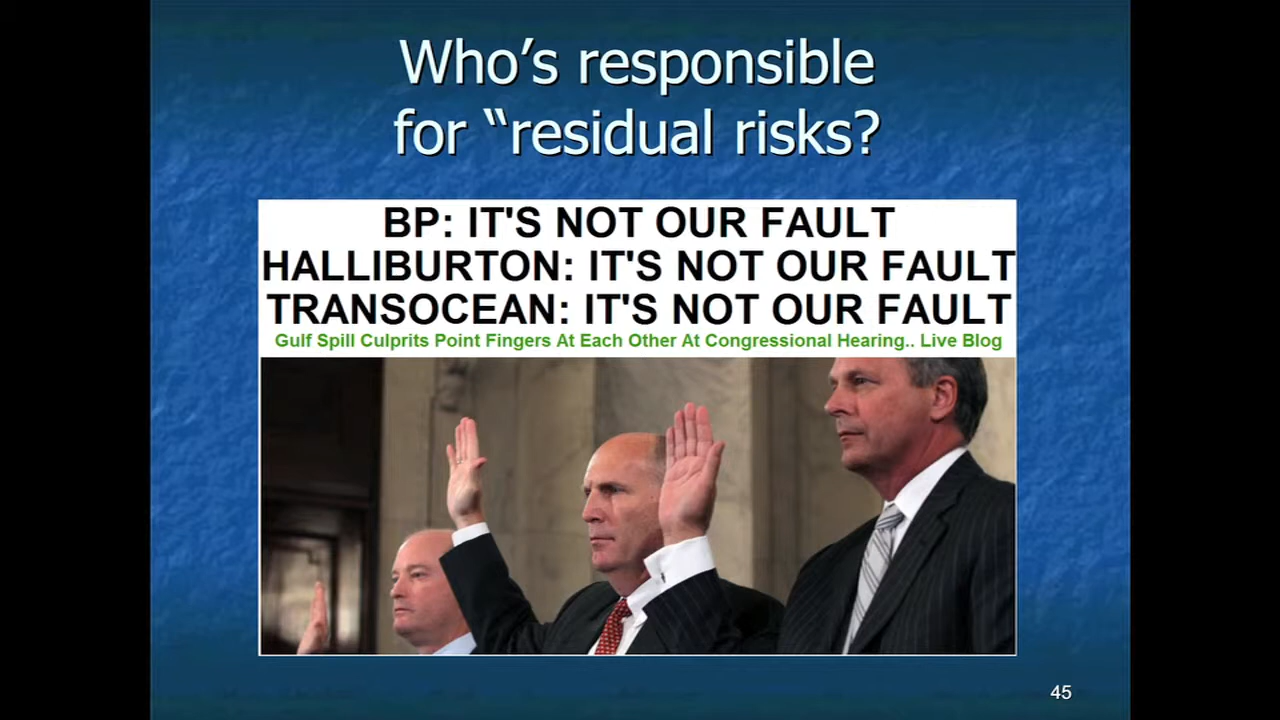 Who’s responsible
for “residual risks?
BP: IT'S NOT OUR FAULT
HALLIBURTON: IT'S NOT OUR FAULT
TRANSOCEAN: IT'S NOT OUR FAULT
Gulf Spill Culprits Point Fingers At Each Other At Congressional Hearing.. Live Blog
45